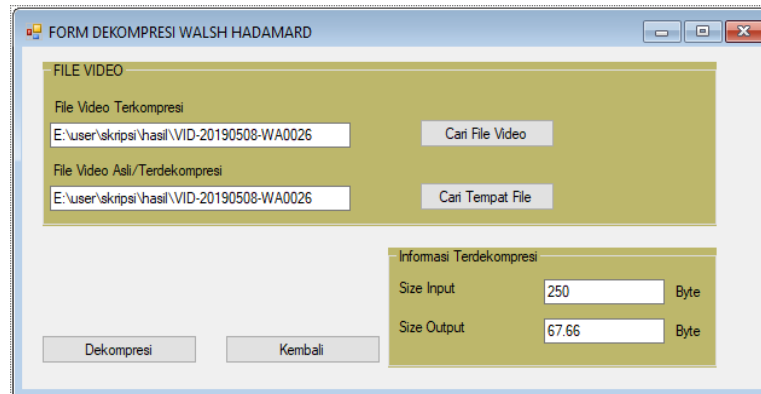 FORM DEKOMPRESI WALSH HADAMARD
FILE VIDEO
File Video Terkompresi
E:\user\skripsi\hasil\VID-20190508-WA0026
Cari File Video
File Video Asli/Terdekompresi
E:\user\skripsi\hasil\VID-20190508-WA0026
Cari Tempat File
Informasi Terdekompresi
Size Input 250 Byte
Size Output 67.66 Byte
Dekompresi
Kembali